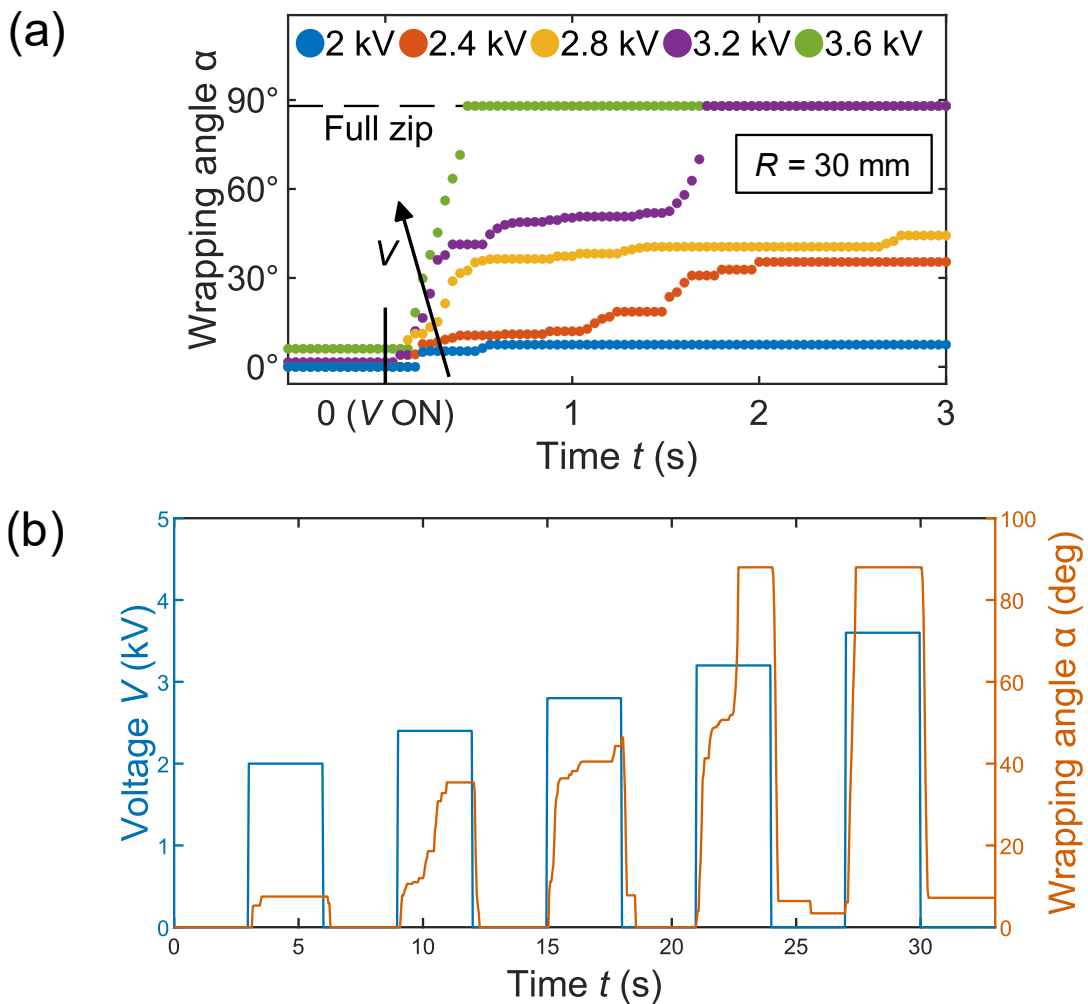 (a)
2 kV 2.4 kV 2.8 kV 3.2 kV 3.6 kV
Wrapping angle α
90°
60°
30°
0°
Full zip
R = 30 mm
V
0 (V ON) 1 2 3
Time t (s)
(b)
Voltage V (kV)
5
4
3
2
1
0
100
80
60
40
20
0
Wrapping angle α (deg)
0 5 10 15 20 25 30
Time t (s)